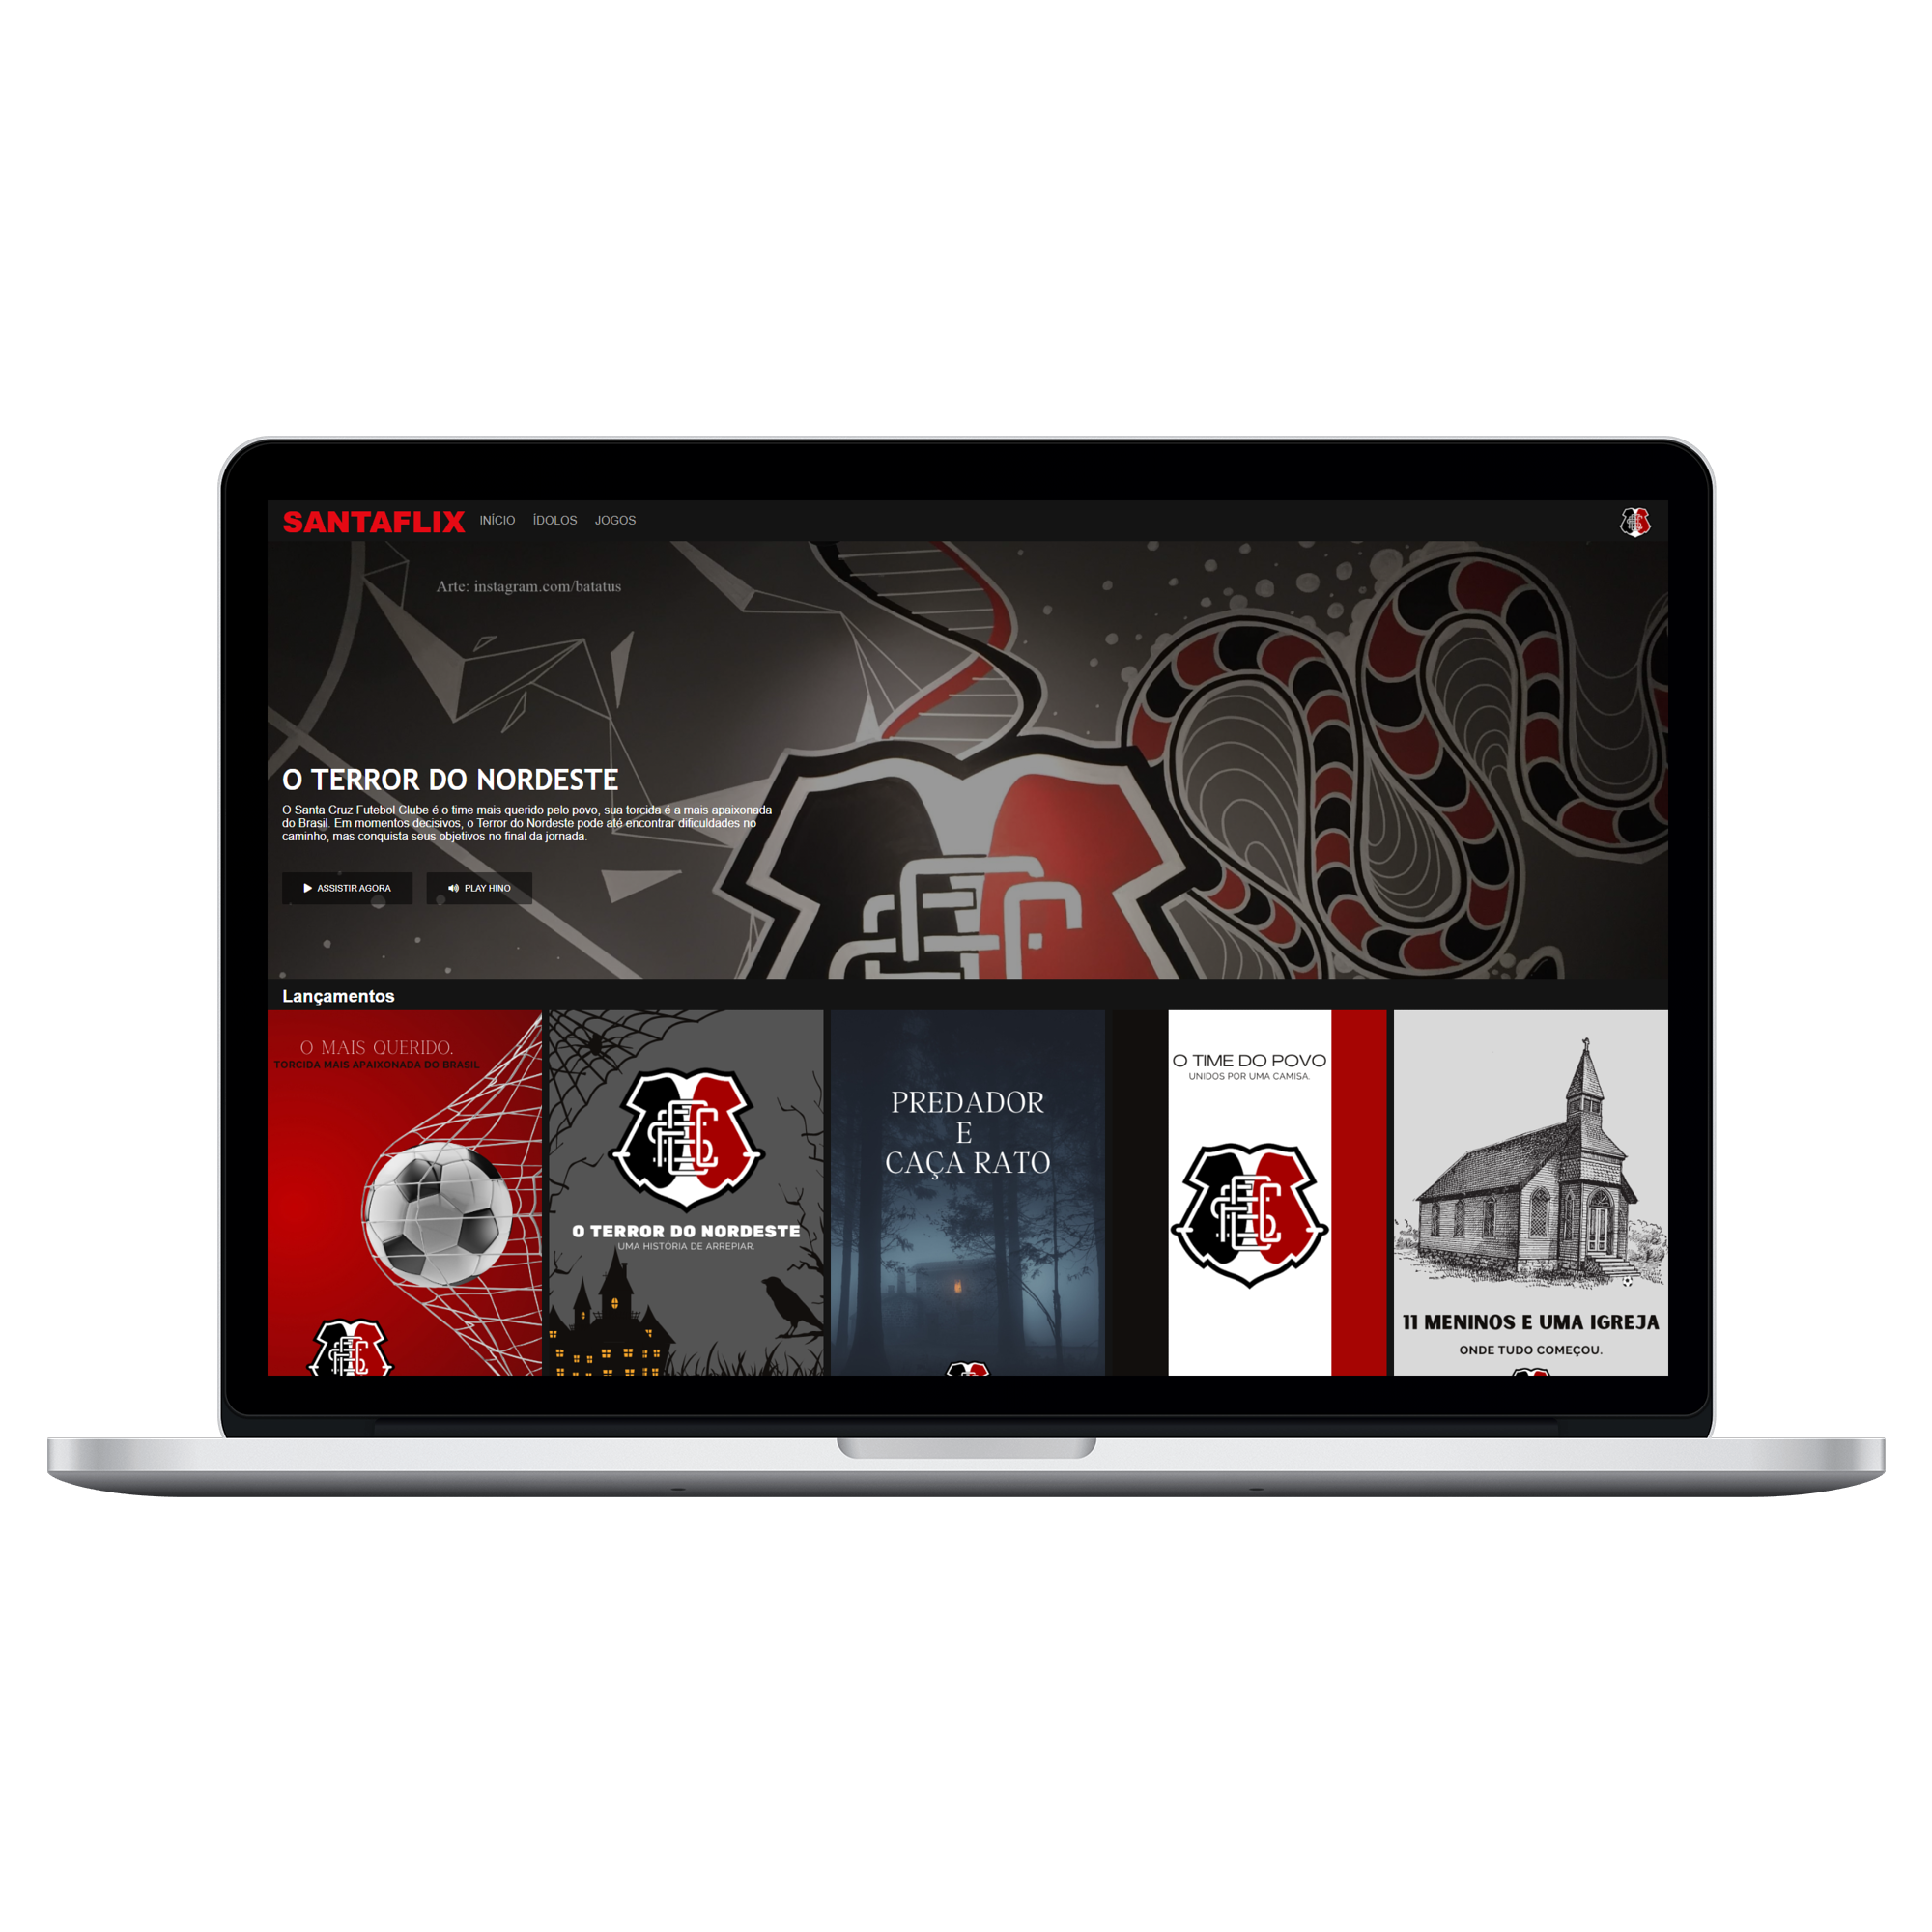 SANTAFLIX INÍCIO ÍDOLOS JOGOS
Arte: instagram.com/batatus
O TERROR DO NORDESTE
O Santa Cruz Futebol Clube é o time mais querido pelo povo, sua torcida é a mais apaixonada
do Brasil. Em momentos decisivos, o Terror do Nordeste pode até encontrar dificuldades no
caminho, mas conquista seus objetivos no final da jornada.
ASSISTIR AGORA PLAY HINO
Lançamentos
O MAIS QUERIDO.
TORCIDA MAIS APAIXONADA DO BRASIL
O TERROR DO NORDESTE
UMA HISTÓRIA DE ARREPIAR.
PREDADOR
E
CAÇA RATO
O TIME DO POVO
UNIDOS POR UMA CAMISA.
11 MENINOS E UMA IGREJA
ONDE TUDO COMEÇOU.